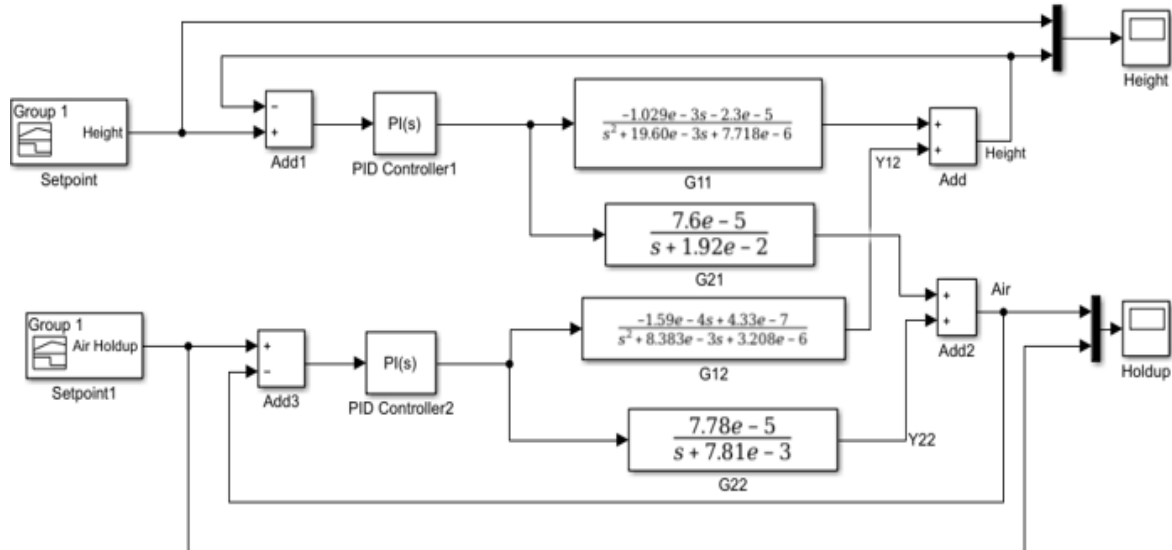 Group 1
Height
Setpoint
−
+
Add1
PI(s)
PID Controller1
-1.029e − 3s − 2.3e − 5
s² + 19.60e − 3s + 7.718e − 6
G11
7.6e − 5
s + 1.92e − 2
G21
+
+
Y12
Add
Height
Height
Group 1
Air Holdup
Setpoint1
+
−
Add3
PI(s)
PID Controller2
-1.59e − 4s + 4.33e − 7
s² + 8.383e − 3s + 3.208e − 6
G12
7.78e − 5
s + 7.81e − 3
G22
+
+
Y22
Add2
Air
Holdup